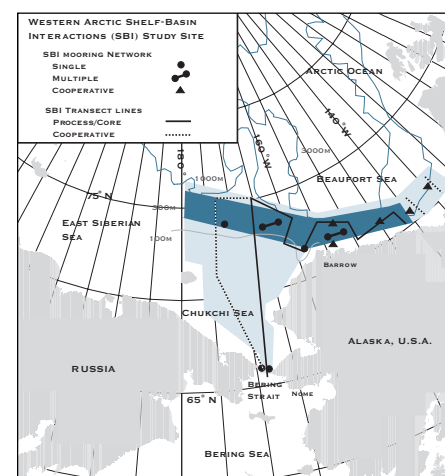 Western Arctic Shelf-Basin
Interactions (SBI) Study Site
SBI mooring Network
Single
Multiple
Cooperative
SBI Transect lines
Process/Core
Cooperative
Arctic Ocean
140°W
160°W
180°
3000m
1000m
Beaufort Sea
75°N
300m
East Siberian
Sea
100m
Barrow
Chukchi Sea
Alaska, U.S.A.
RUSSIA
Bering
Strait
Nome
65°N
Bering Sea